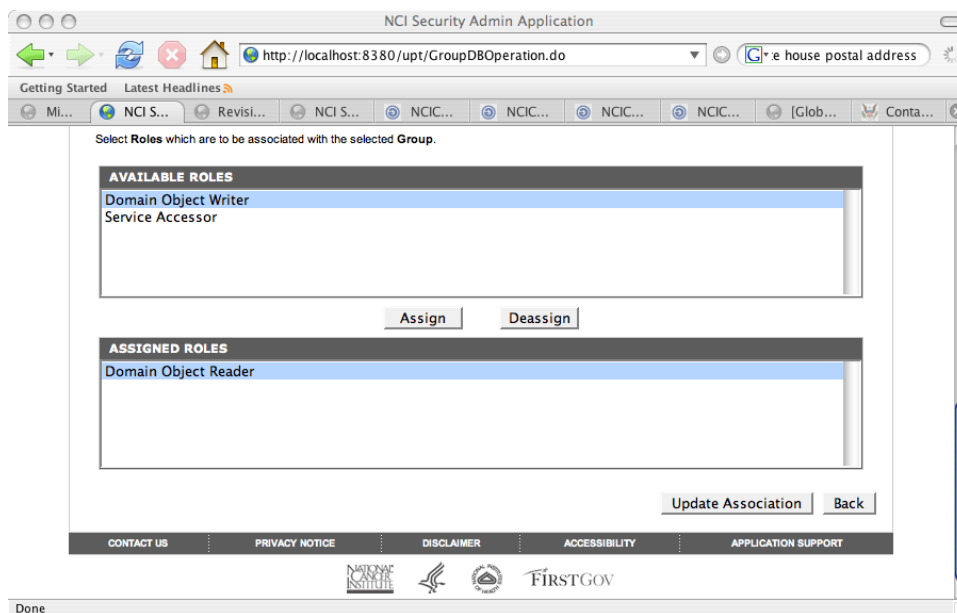 NCI Security Admin Application
http://localhost:8380/upt/GroupDBOperation.do
e house postal address
Getting Started Latest Headlines
Mi... NCI S... Revisi... NCI S... NCIC... NCIC... NCIC... NCIC... [Glob... Conta...
Select Roles which are to be associated with the selected Group.
AVAILABLE ROLES
Domain Object Writer
Service Accessor
Assign Deassign
ASSIGNED ROLES
Domain Object Reader
Update Association Back
CONTACT US PRIVACY NOTICE DISCLAIMER ACCESSIBILITY APPLICATION SUPPORT
NATIONAL CANCER INSTITUTE FIRSTGOV
Done